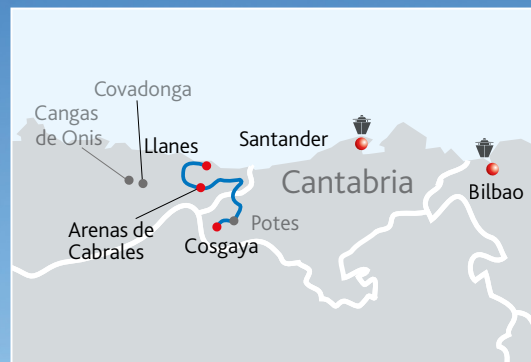 Covadonga
Cangas
de Onis
Llanes
Santander
Cantabria
Bilbao
Arenas de
Cabrales
Potes
Cosgaya